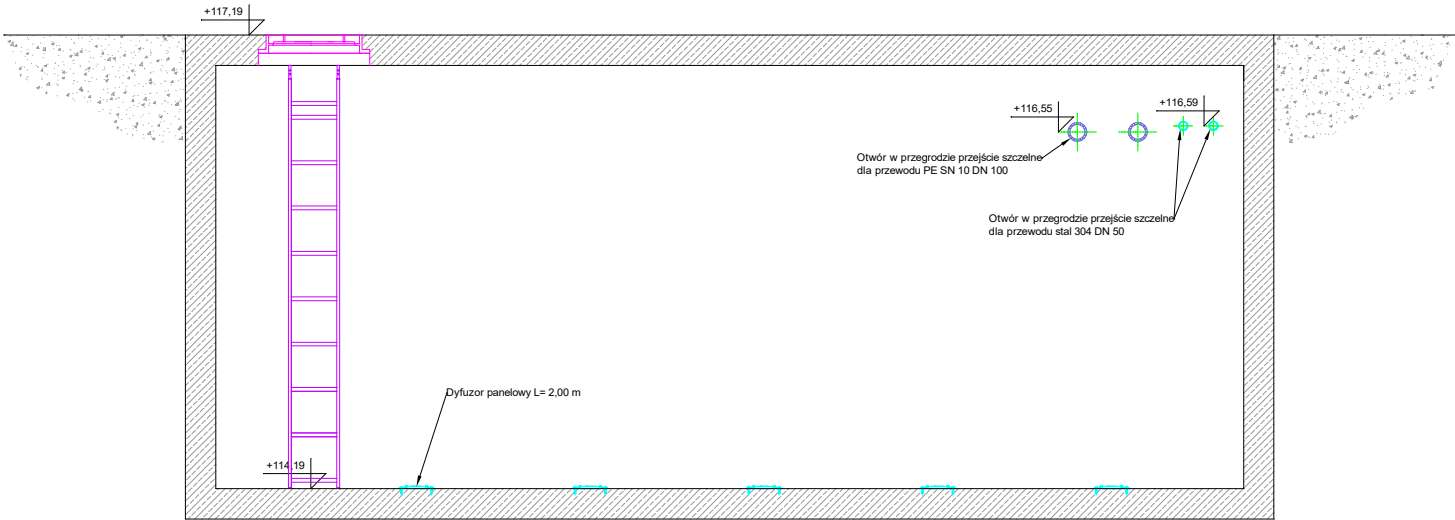 +117,19
+116,55
+116,59
Otwór w przegrodzie przejście szczelne
dla przewodu PE SN 10 DN 100
Otwór w przegrodzie przejście szczelne
dla przewodu stal 304 DN 50
Dyfuzor panelowy L= 2,00 m
+114,19